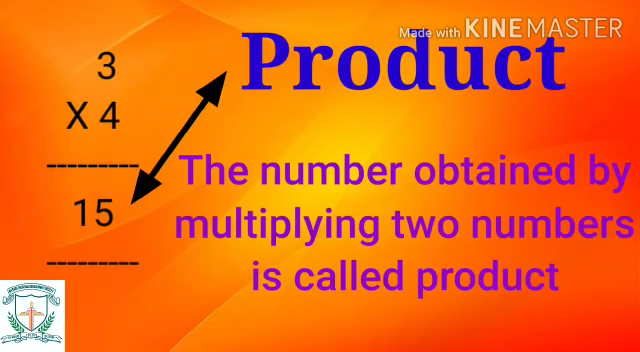 Made with KINEMASTER
Product
3
X 4
---------
15
---------
The number obtained by
multiplying two numbers
is called product